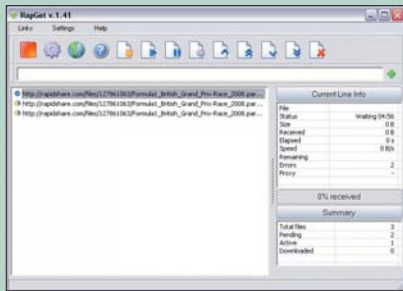 RapGet v.1.41
Links Settings Help
http://rapidshare.com/files/127861063/Formula1_British_Grand_Prix-Race_2008.par...
http://rapidshare.com/files/127861063/Formula1_British_Grand_Prix-Race_2008.par...
http://rapidshare.com/files/127861063/Formula1_British_Grand_Prix-Race_2008.par...
Current Line Info
File
Status Waiting 04:56
Size 0 B
Received 0 B
Elapsed 0 s
Speed 0 B/s
Remaining
Errors 2
Proxy -
0% received
Summary
Total files 3
Pending 2
Active 1
Downloaded 0